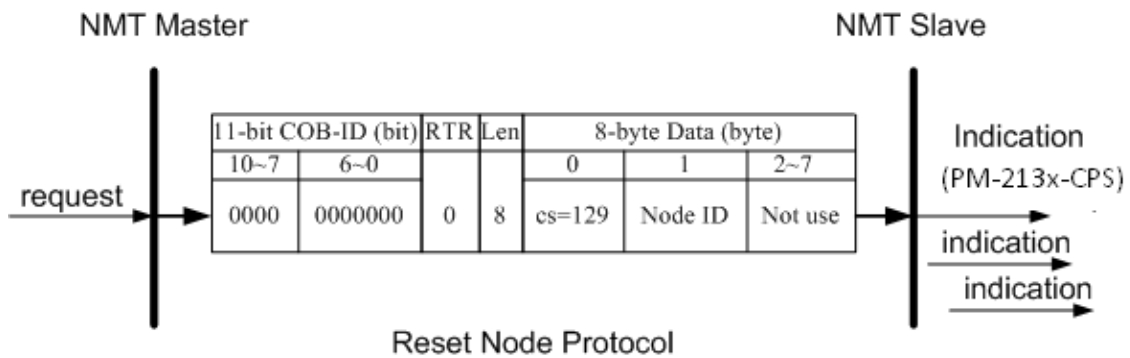 NMT Master
NMT Slave
11-bit COB-ID (bit) RTR Len 8-byte Data (byte)
10~7 6~0 0 1 2~7
0000 0000000 0 8 cs=129 Node ID Not use
request
Indication
(PM-213x-CPS)
indication
indication
Reset Node Protocol